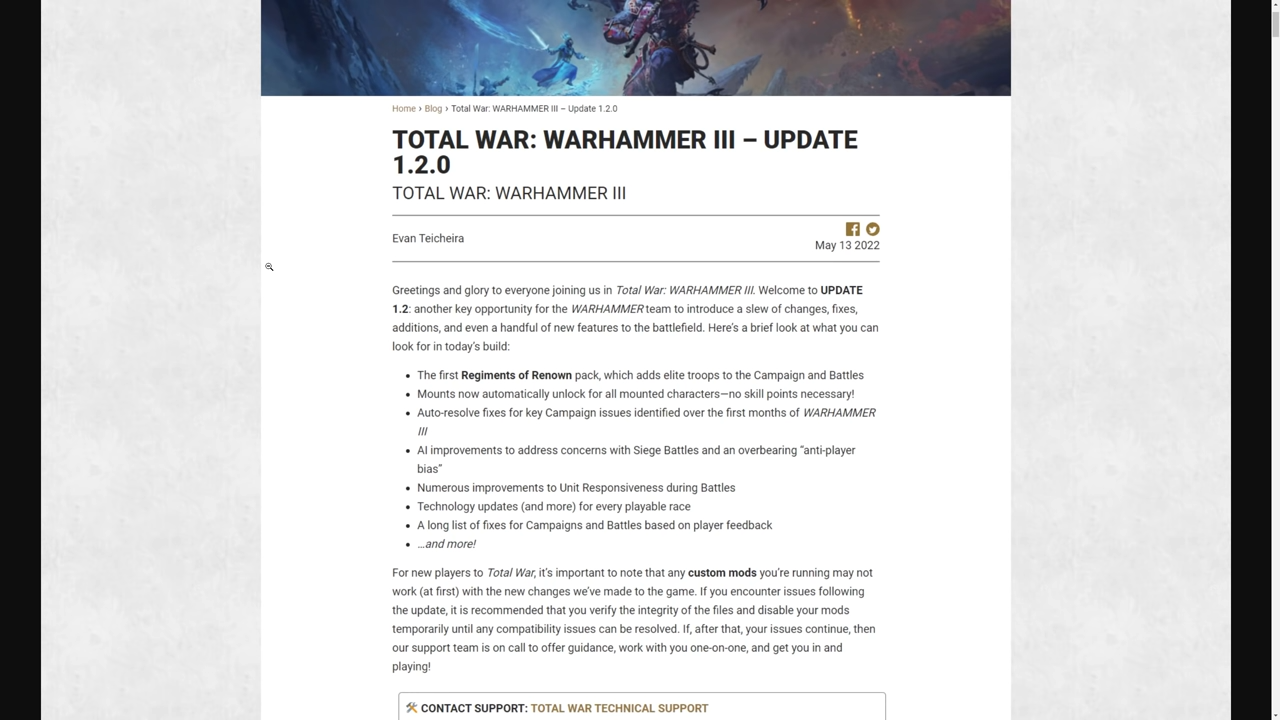 Home › Blog › Total War: WARHAMMER III – Update 1.2.0
TOTAL WAR: WARHAMMER III – UPDATE
1.2.0
TOTAL WAR: WARHAMMER III
Evan Teicheira
May 13 2022
Greetings and glory to everyone joining us in Total War: WARHAMMER III. Welcome to UPDATE
1.2: another key opportunity for the WARHAMMER team to introduce a slew of changes, fixes,
additions, and even a handful of new features to the battlefield. Here's a brief look at what you can
look for in today's build:
• The first Regiments of Renown pack, which adds elite troops to the Campaign and Battles
• Mounts now automatically unlock for all mounted characters—no skill points necessary!
• Auto-resolve fixes for key Campaign issues identified over the first months of WARHAMMER
III
• AI improvements to address concerns with Siege Battles and an overbearing “anti-player
bias”
• Numerous improvements to Unit Responsiveness during Battles
• Technology updates (and more) for every playable race
• A long list of fixes for Campaigns and Battles based on player feedback
• …and more!
For new players to Total War, it's important to note that any custom mods you're running may not
work (at first) with the new changes we've made to the game. If you encounter issues following
the update, it is recommended that you verify the integrity of the files and disable your mods
temporarily until any compatibility issues can be resolved. If, after that, your issues continue, then
our support team is on call to offer guidance, work with you one-on-one, and get you in and
playing!
🛠 CONTACT SUPPORT: TOTAL WAR TECHNICAL SUPPORT